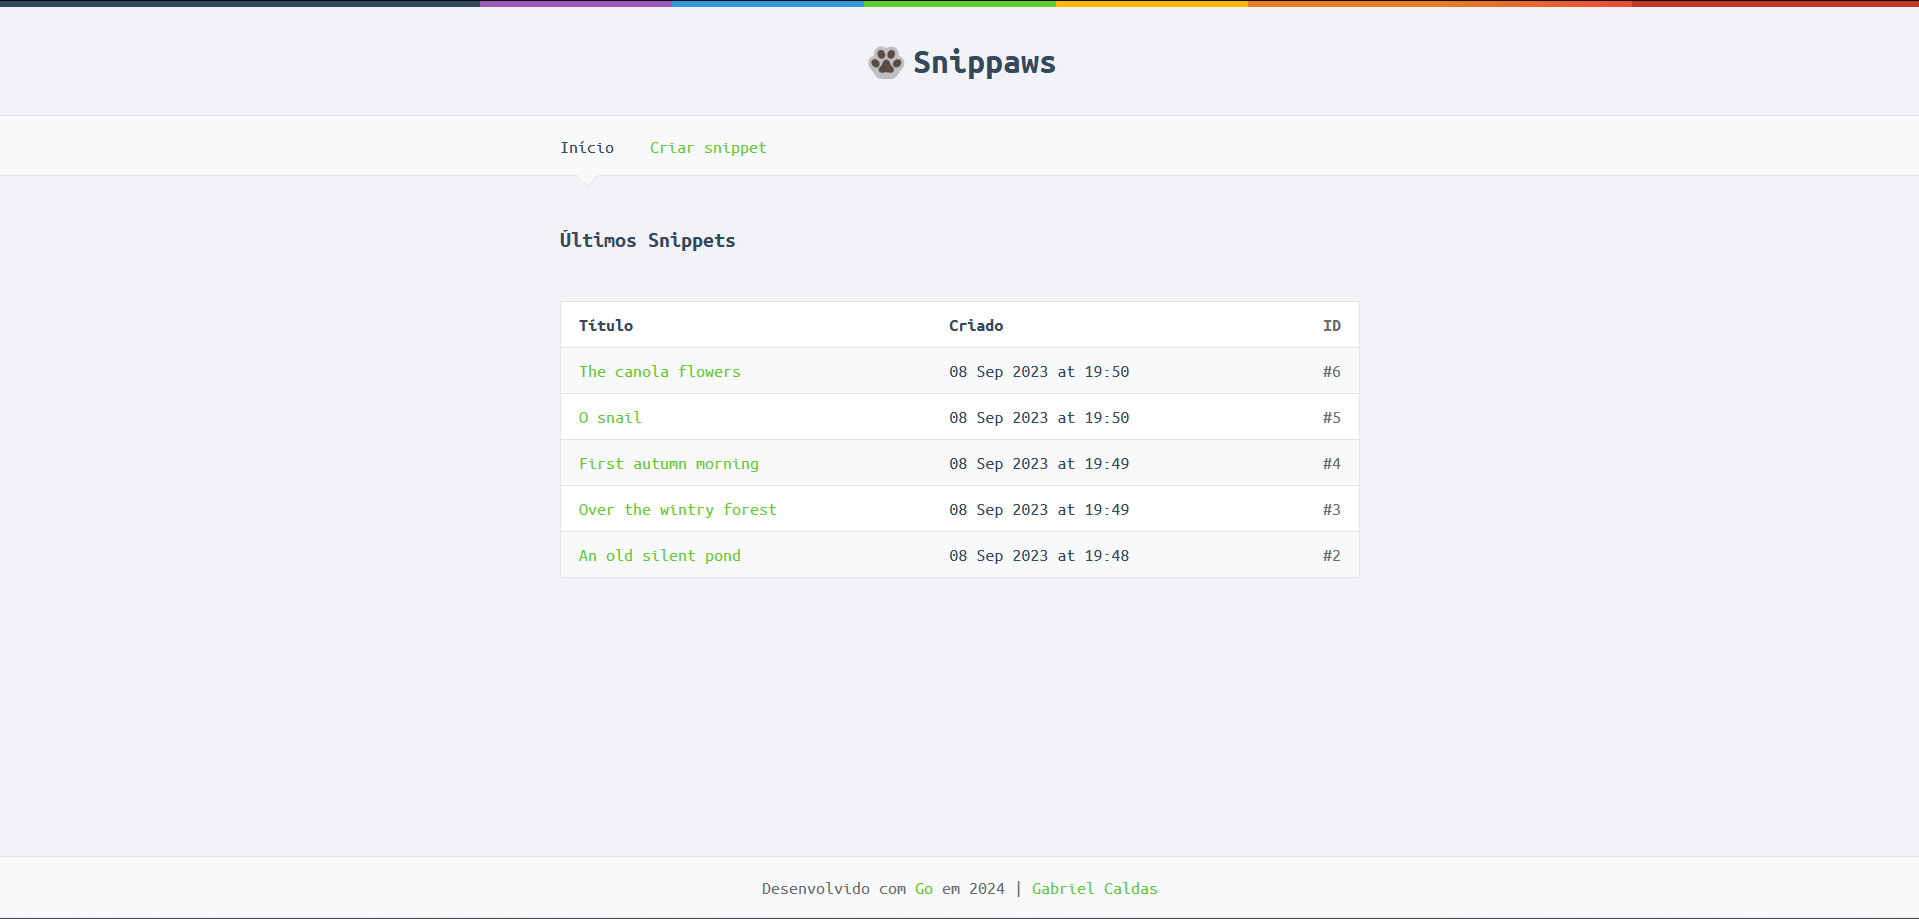 Snippaws
Início Criar snippet
Últimos Snippets
Título Criado ID
The canola flowers 08 Sep 2023 at 19:50 #6
O snail 08 Sep 2023 at 19:50 #5
First autumn morning 08 Sep 2023 at 19:49 #4
Over the wintry forest 08 Sep 2023 at 19:49 #3
An old silent pond 08 Sep 2023 at 19:48 #2
Desenvolvido com Go em 2024 | Gabriel Caldas